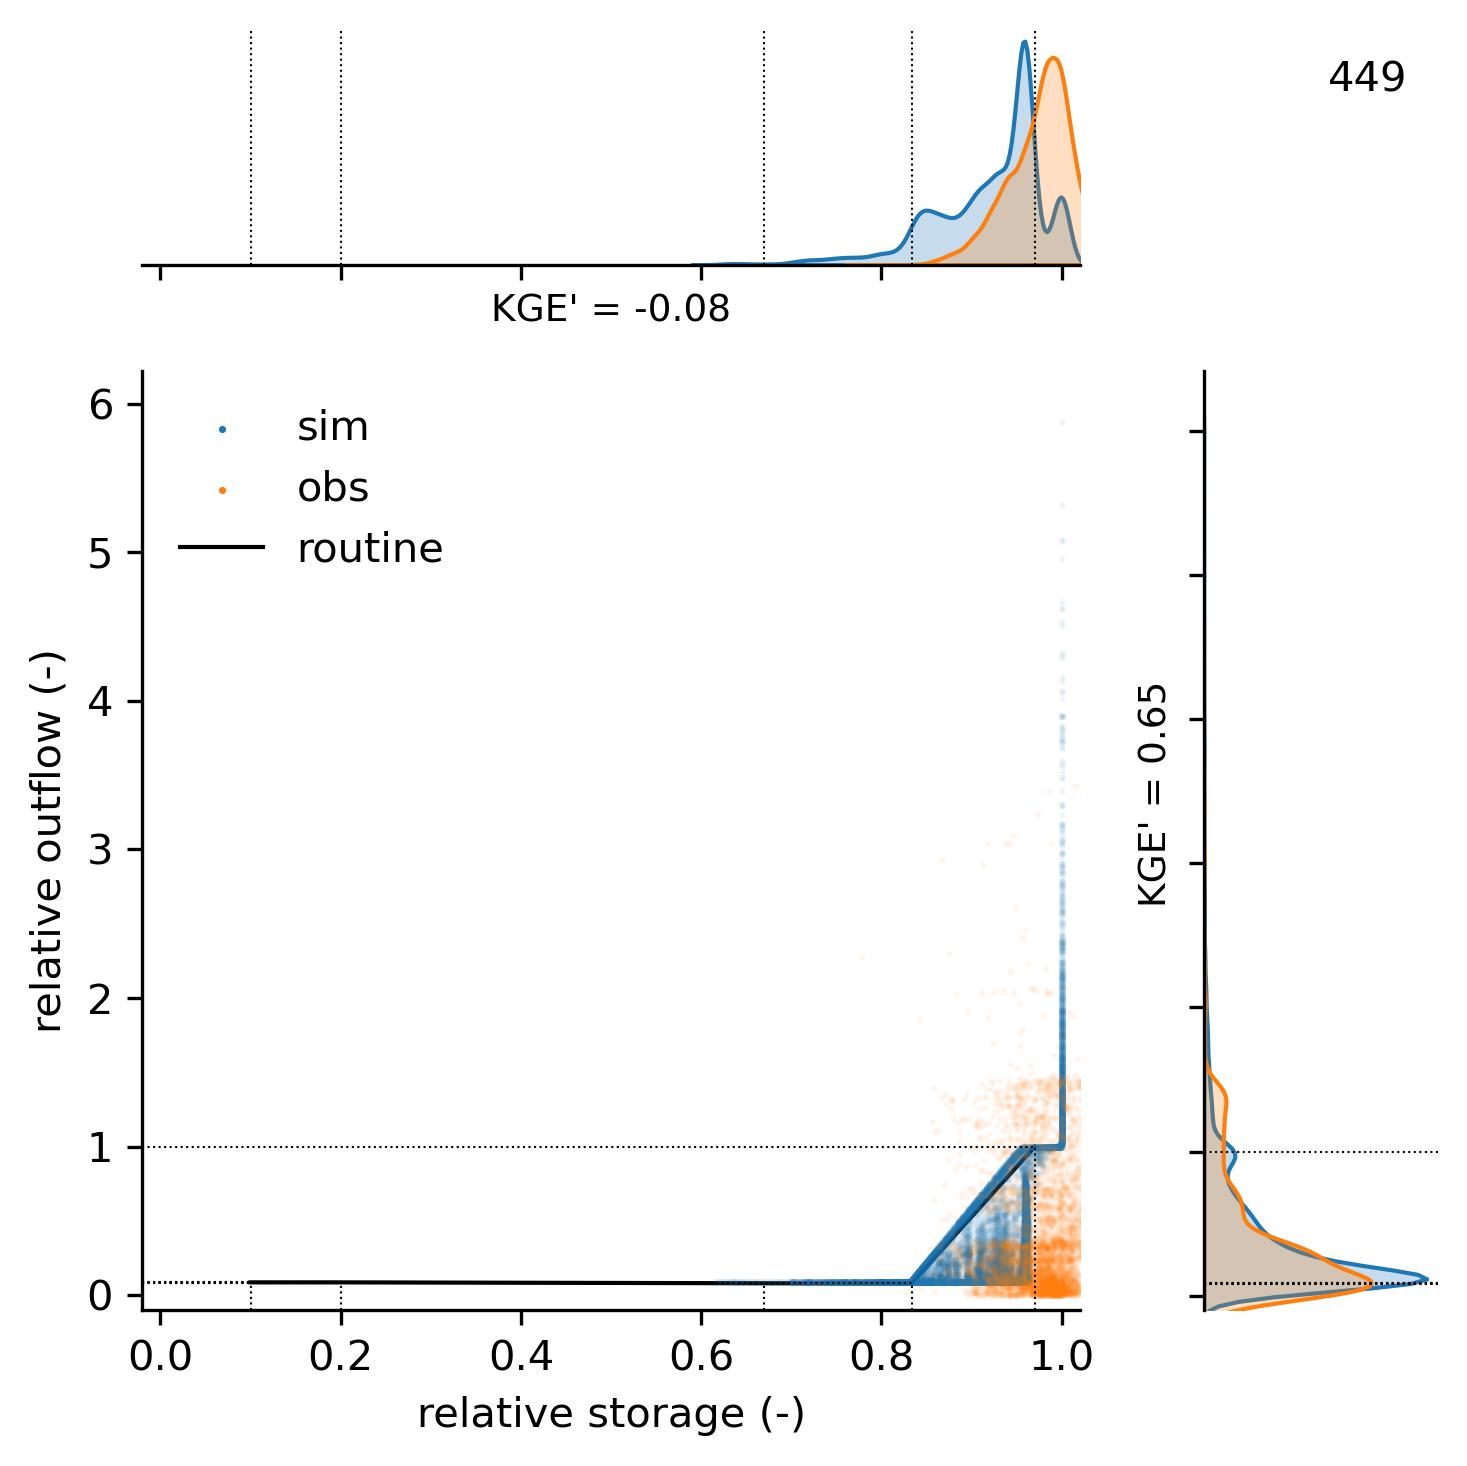 449
KGE' = -0.08
sim
obs
routine
6
5
4
3
2
1
0
relative outflow (-)
KGE' = 0.65
0.0 0.2 0.4 0.6 0.8 1.0
relative storage (-)